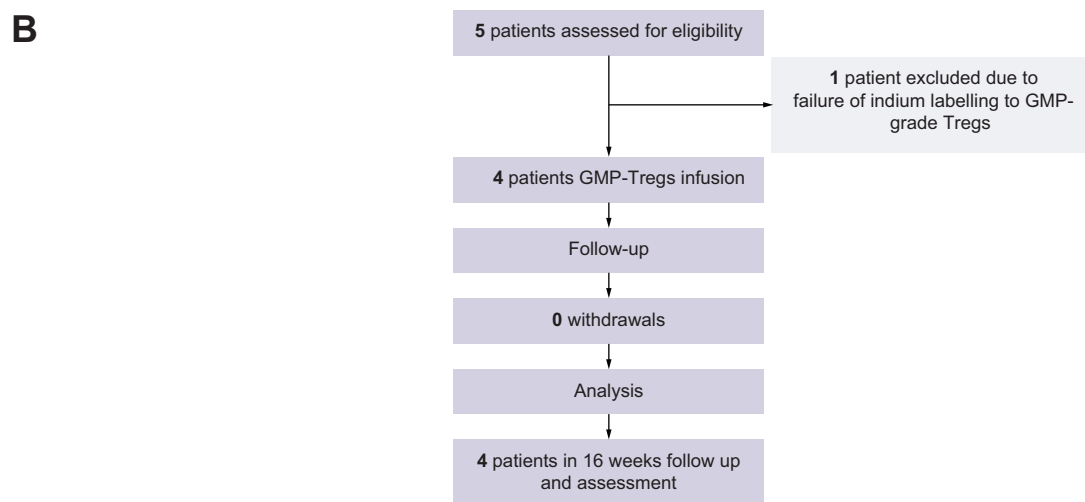 B
5 patients assessed for eligibility
1 patient excluded due to
failure of indium labelling to GMP-
grade Tregs
4 patients GMP-Tregs infusion
Follow-up
0 withdrawals
Analysis
4 patients in 16 weeks follow up
and assessment